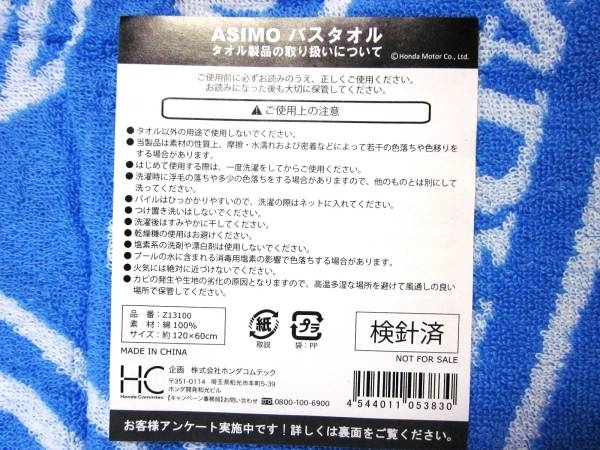 ASIMO バスタオル
タオル製品の取り扱いについて
©Honda Motor Co., Ltd.
ご使用前に必ずお読みのうえ、正しくご使用ください。
お読みになった後も大切に保管してください。
⚠ご使用上の注意
●タオル以外の用途で使用しないでください。
●当製品は素材の性質上、摩擦・水濡れおよび密着などによって若干の色落ちや色移りを
する場合があります。
●はじめて使用する際は、一度洗濯をしてからご使用ください。
●洗濯時に浮毛の落ちや多少の色落ちをする場合がありますので、他のものとは別にして
洗ってください。
●パイルはひっかかりやすいので、洗濯の際はネットに入れてください。
●つけ置き洗いはしないでください。
●洗濯後はすみやかに干してください。
●乾燥機の使用はお避けください。
●塩素系の洗剤や漂白剤は使用しないでください。
●プールの水に含まれる消毒用塩素の影響で色落ちする場合があります。
●火気には絶対に近づけないでください。
●カビの発生や生地の劣化の原因となりますので、高温多湿な場所を避けて風通しの良い
場所で保管してください。
品番：Z13100
素材：綿100%
サイズ：約120×60cm
紙
取説
プラ
袋：PP
検針済
MADE IN CHINA
NOT FOR SALE
HC
Honda Comtec
企画 株式会社ホンダコムテック
〒351-0114 埼玉県和光市本町5-39
ホンダ開発和光ビル
【キャンペーン事務局】お問い合わせ 0800-100-6900
4 544011 053830
お客様アンケート実施中です！詳しくは裏面をご覧ください。